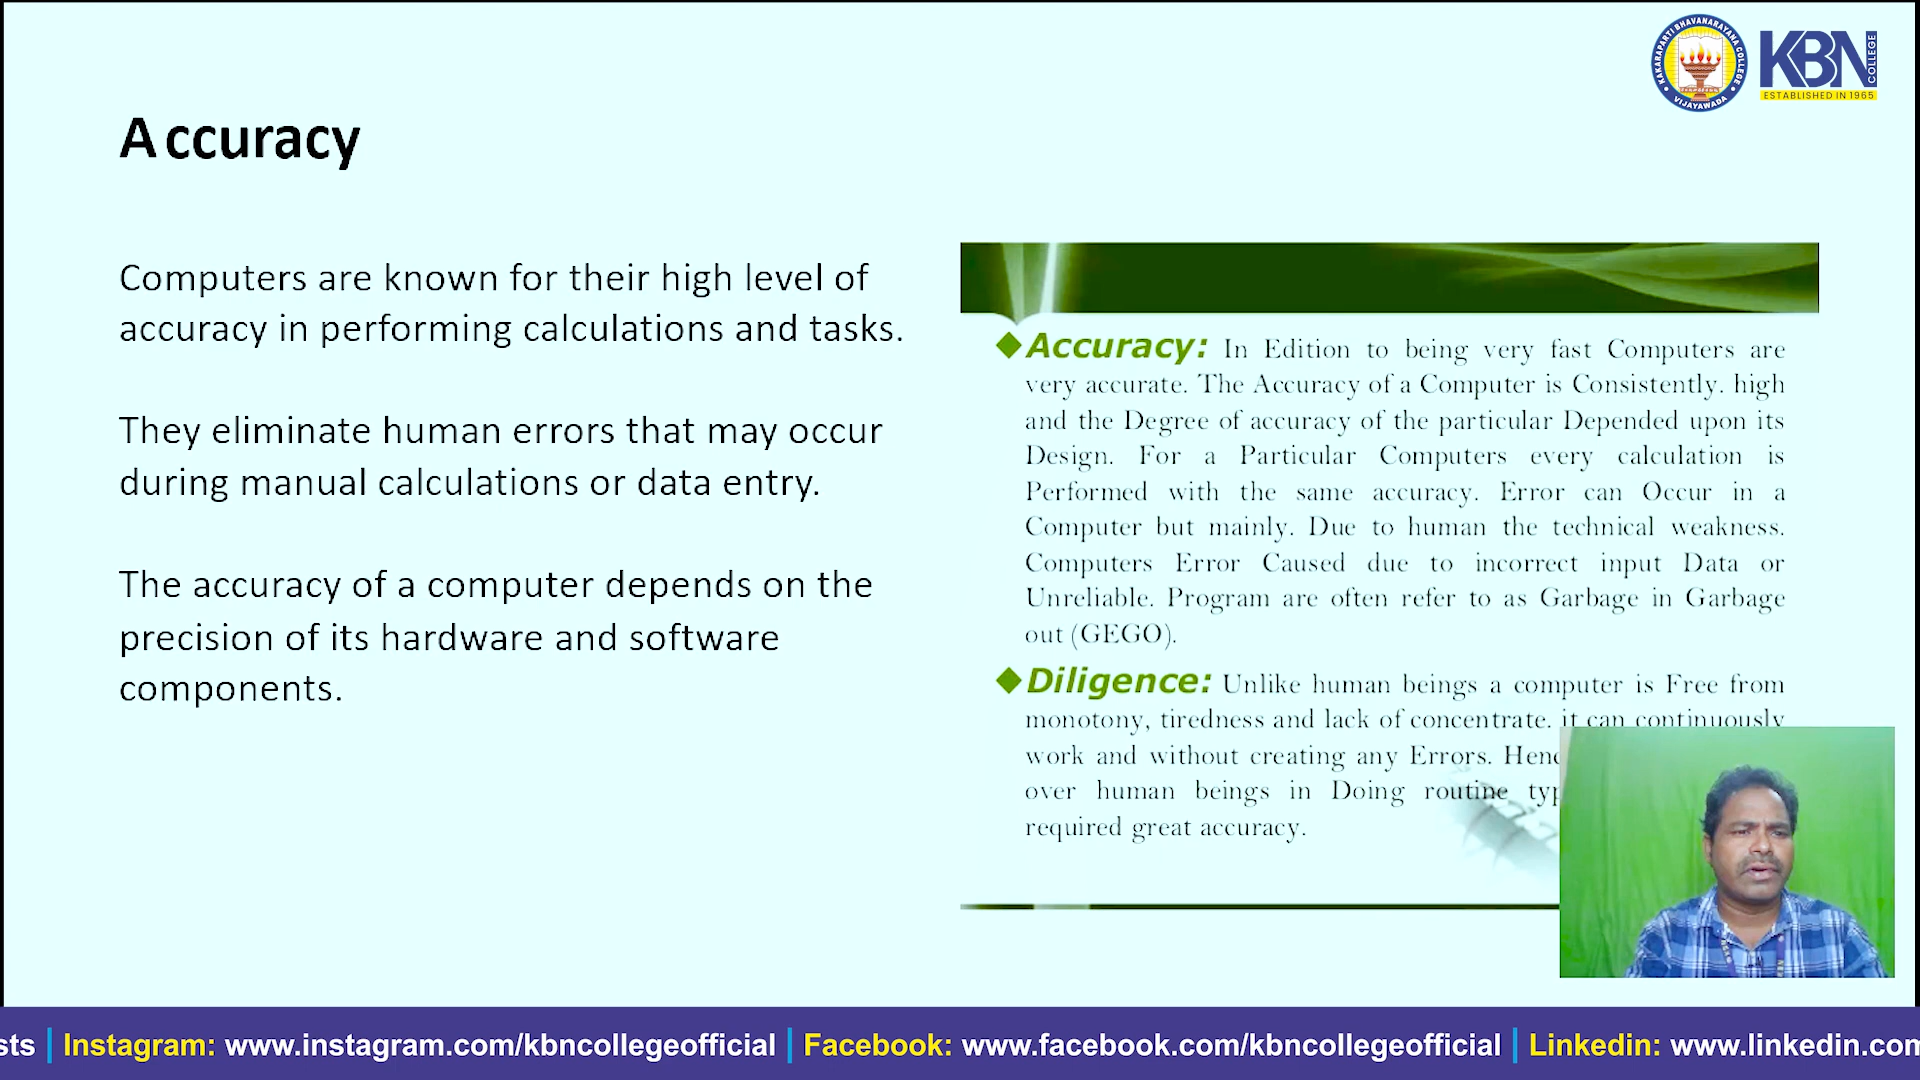 KAKARAPARTI BHAVANARAYANA COLLEGE
VIJAYAWADA
KBN
COLLEGE
ESTABLISHED IN 1965
Accuracy
Computers are known for their high level of
accuracy in performing calculations and tasks.
They eliminate human errors that may occur
during manual calculations or data entry.
The accuracy of a computer depends on the
precision of its hardware and software
components.
◆Accuracy: In Edition to being very fast Computers are
very accurate. The Accuracy of a Computer is Consistently. high
and the Degree of accuracy of the particular Depended upon its
Design. For a Particular Computers every calculation is
Performed with the same accuracy. Error can Occur in a
Computer but mainly. Due to human the technical weakness.
Computers Error Caused due to incorrect input Data or
Unreliable. Program are often refer to as Garbage in Garbage
out (GEGO).
◆Diligence: Unlike human beings a computer is Free from
monotony, tiredness and lack of concentrate. it can continuously
work and without creating any Errors.
over human beings in Doing routine
required great accuracy.
sts | Instagram: www.instagram.com/kbncollegeofficial | Facebook: www.facebook.com/kbncollegeofficial | Linkedin: www.linkedin.com